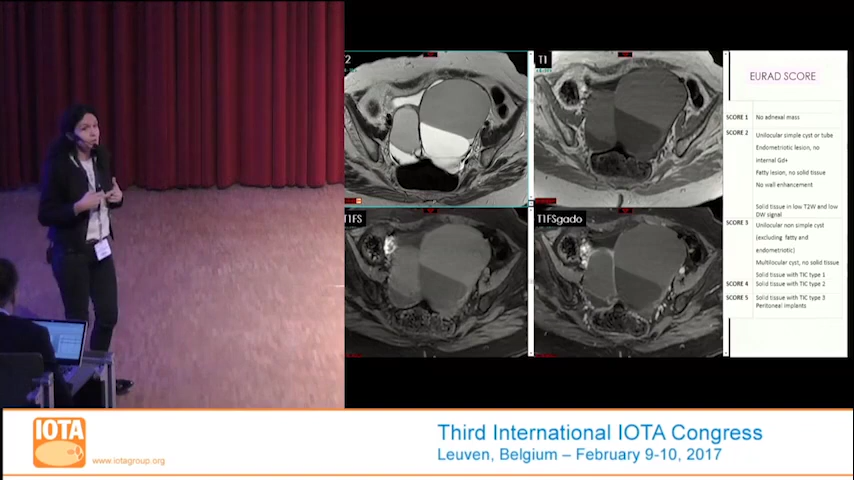 2
T1
T1FS
T1FSgado
EURAD SCORE
SCORE 1 No adnexal mass
SCORE 2 Unilocular simple cyst or tube
Endometriotic lesion, no
internal Gd+
Fatty lesion, no solid tissue
No wall enhancement
Solid tissue in low T2W and low
DW signal
SCORE 3 Unilocular non simple cyst
(excluding fatty and
endometriotic)
Multilocular cyst, no solid tissue
Solid tissue with TIC type 1
SCORE 4 Solid tissue with TIC type 2
SCORE 5 Solid tissue with TIC type 3
Peritoneal implants
IOTA
www.iotagroup.org
Third International IOTA Congress
Leuven, Belgium – February 9-10, 2017